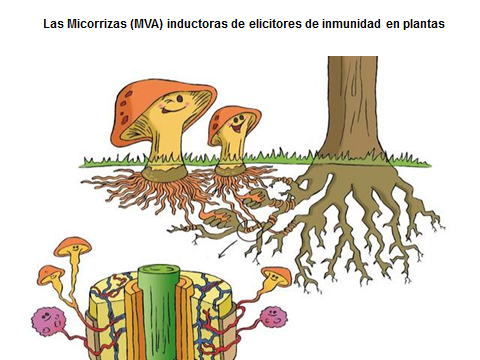 Las Micorrizas (MVA) inductoras de elicitores de inmunidad en plantas